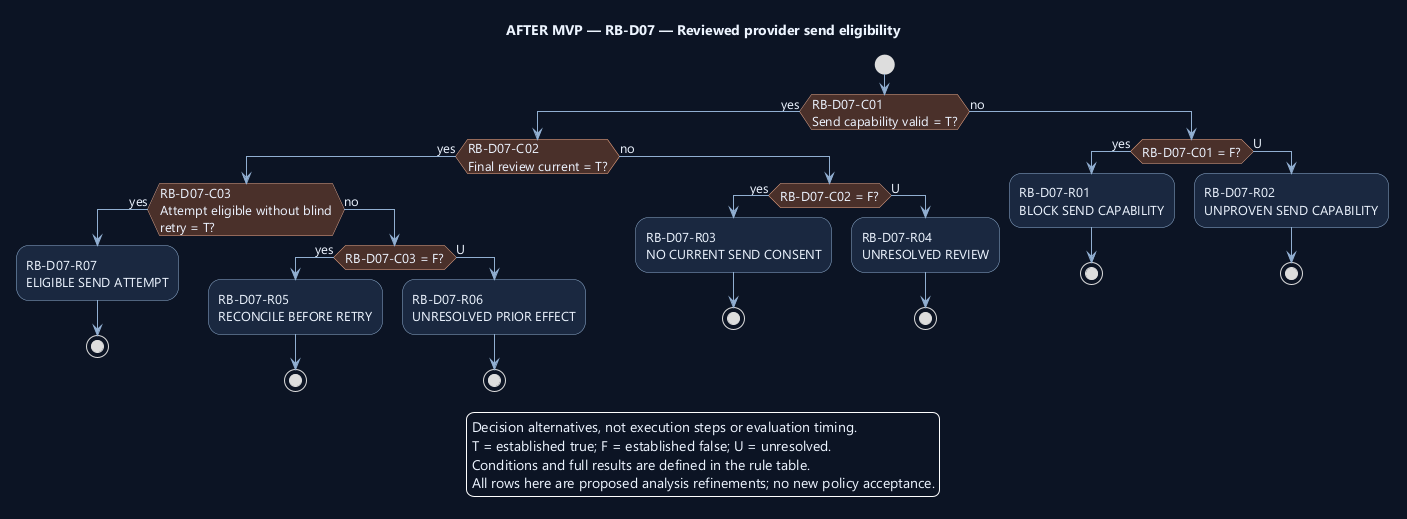 AFTER MVP — RB-D07 — Reviewed provider send eligibility
RB-D07-C01
Send capability valid = T?
yes
no
RB-D07-C02
Final review current = T?
yes
no
RB-D07-C01 = F?
yes
U
RB-D07-C03
Attempt eligible without blind
retry = T?
yes
no
RB-D07-C02 = F?
yes
U
RB-D07-R01
BLOCK SEND CAPABILITY
RB-D07-R02
UNPROVEN SEND CAPABILITY
RB-D07-R07
ELIGIBLE SEND ATTEMPT
RB-D07-C03 = F?
yes
U
RB-D07-R03
NO CURRENT SEND CONSENT
RB-D07-R04
UNRESOLVED REVIEW
RB-D07-R05
RECONCILE BEFORE RETRY
RB-D07-R06
UNRESOLVED PRIOR EFFECT
Decision alternatives, not execution steps or evaluation timing.
T = established true; F = established false; U = unresolved.
Conditions and full results are defined in the rule table.
All rows here are proposed analysis refinements; no new policy acceptance.